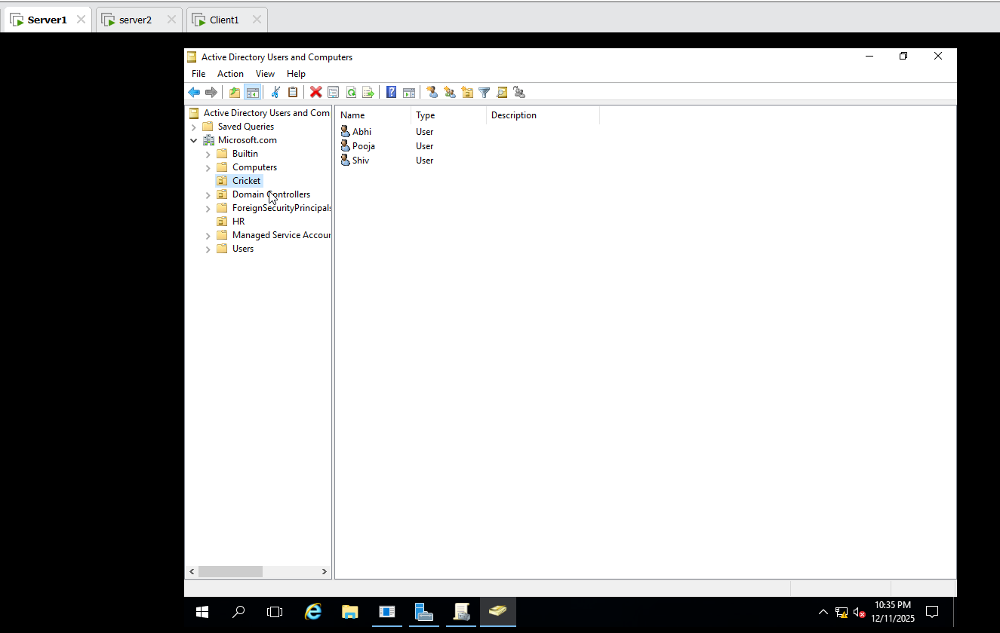 Server1
server2
Client1
Active Directory Users and Computers
File Action View Help
Active Directory Users and Com
Saved Queries
Microsoft.com
Builtin
Computers
Cricket
Domain Controllers
ForeignSecurityPrincipals
HR
Managed Service Accour
Users
Name Type Description
Abhi User
Pooja User
Shiv User
10:35 PM
12/11/2025